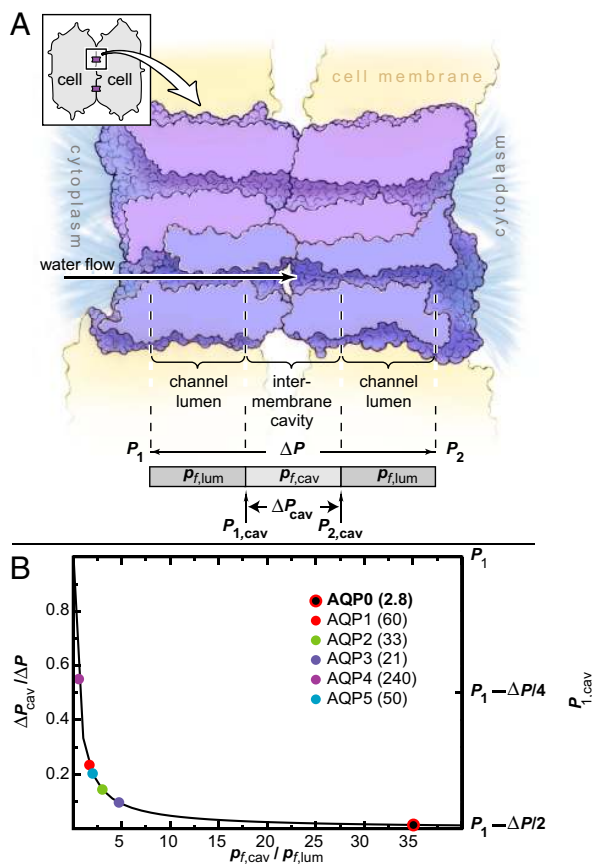 A
cell
cell
cell membrane
cytoplasm
cytoplasm
water flow
channel
lumen
inter-
membrane
cavity
channel
lumen
P1
ΔP
P2
pf,lum
pf,cav
pf,lum
ΔPcav
P1,cav
P2,cav
B
ΔPcav /ΔP
0.8
0.6
0.4
0.2
AQP0 (2.8)
AQP1 (60)
AQP2 (33)
AQP3 (21)
AQP4 (240)
AQP5 (50)
P1
P1 – ΔP/4
P1 – ΔP/2
P1,cav
5
10
15
20
25
30
35
pf,cav / pf,lum